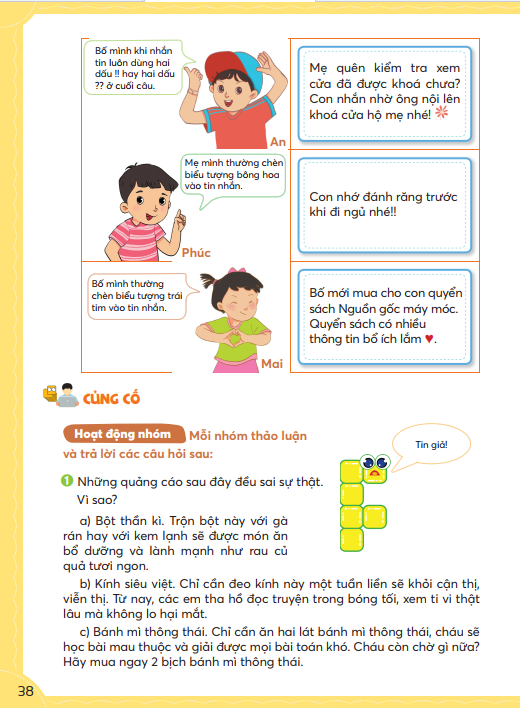 Bố mình khi nhắn
tin luôn dùng hai
dấu !! hay hai dấu
?? ở cuối câu.
An
Mẹ quên kiểm tra xem
cửa đã được khoá chưa?
Con nhắn nhờ ông nội lên
khoá cửa hộ mẹ nhé!
Mẹ mình thường chèn
biểu tượng bông hoa
vào tin nhắn.
Phúc
Con nhớ đánh răng trước
khi đi ngủ nhé!!
Bố mình thường
chèn biểu tượng trái
tim vào tin nhắn.
Mai
Bố mới mua cho con quyển
sách Nguồn gốc máy móc.
Quyển sách có nhiều
thông tin bổ ích lắm ♥.
CỦNG CỐ
Hoạt động nhóm Mỗi nhóm thảo luận
và trả lời các câu hỏi sau:
Tin giả!
1 Những quảng cáo sau đây đều sai sự thật.
Vì sao?
a) Bột thần kì. Trộn bột này với gà
rán hay với kem lạnh sẽ được món ăn
bổ dưỡng và lành mạnh như rau củ
quả tươi ngon.
b) Kính siêu việt. Chỉ cần đeo kính này một tuần liền sẽ khỏi cận thị,
viễn thị. Từ nay, các em tha hồ đọc truyện trong bóng tối, xem ti vi thật
lâu mà không lo hại mắt.
c) Bánh mì thông thái. Chỉ cần ăn hai lát bánh mì thông thái, cháu sẽ
học bài mau thuộc và giải được mọi bài toán khó. Cháu còn chờ gì nữa?
Hãy mua ngay 2 bịch bánh mì thông thái.
38